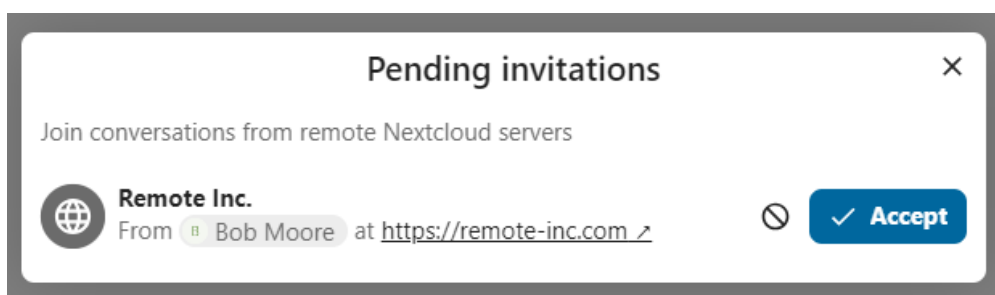 Pending invitations
Join conversations from remote Nextcloud servers
Remote Inc.
From B Bob Moore at https://remote-inc.com ↗
Accept